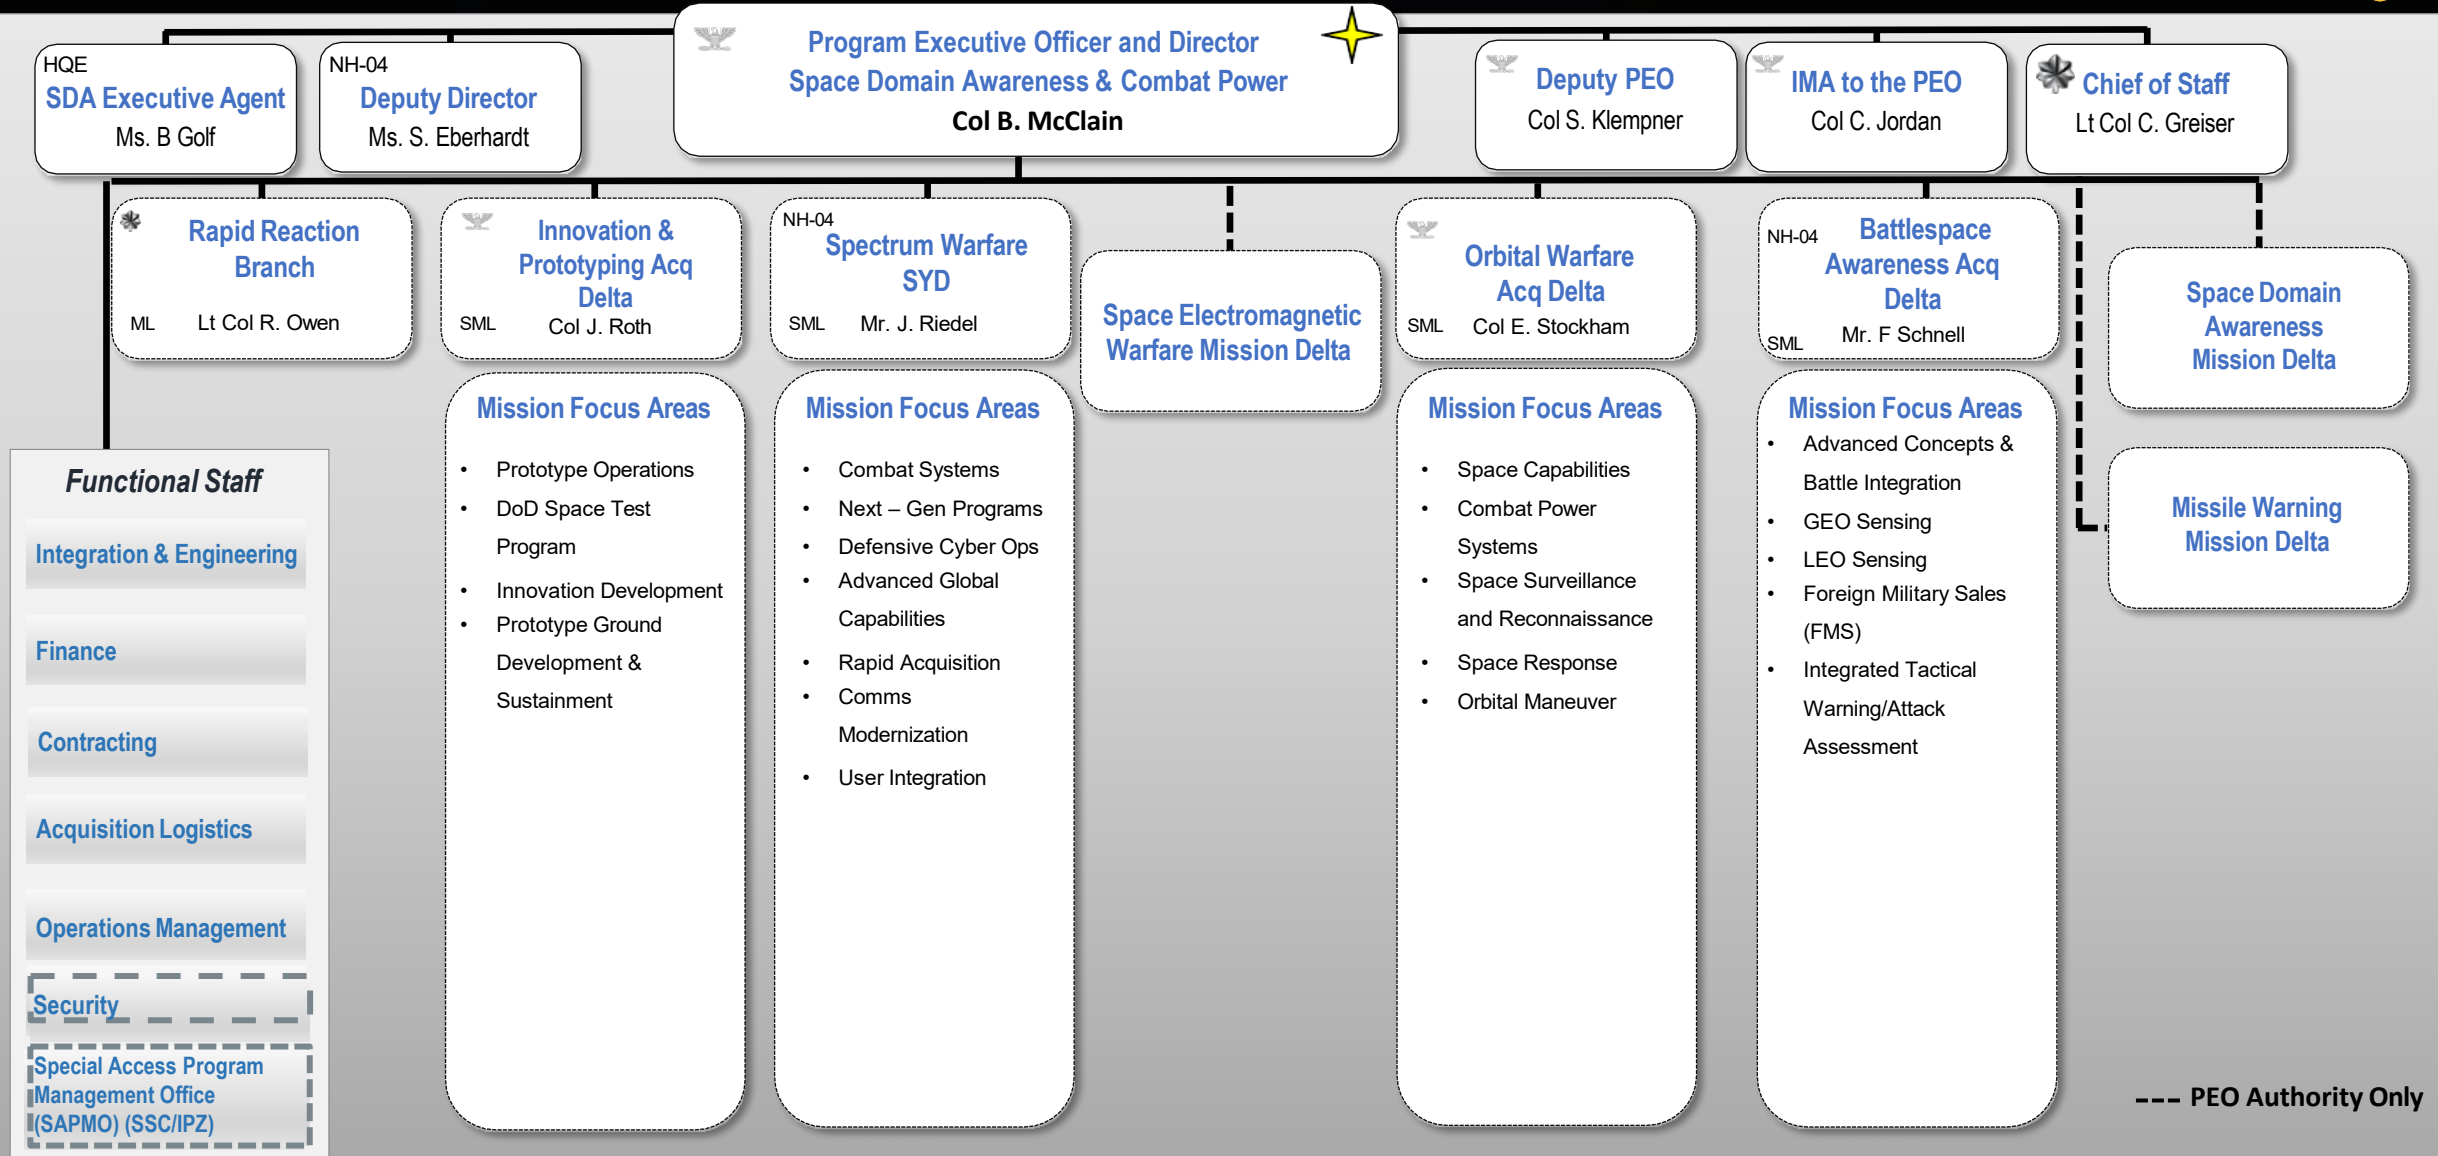 Program Executive Officer and Director
Space Domain Awareness & Combat Power
Col B. McClain
HQE
SDA Executive Agent
Ms. B Golf
NH-04
Deputy Director
Ms. S. Eberhardt
Deputy PEO
Col S. Klempner
IMA to the PEO
Col C. Jordan
Chief of Staff
Lt Col C. Greiser
Rapid Reaction
Branch
ML
Lt Col R. Owen
Innovation &
Prototyping Acq
Delta
SML
Col J. Roth
NH-04
Spectrum Warfare
SYD
SML
Mr. J. Riedel
Space Electromagnetic
Warfare Mission Delta
Orbital Warfare
Acq Delta
SML
Col E. Stockham
NH-04
Battlespace
Awareness Acq
Delta
SML
Mr. F Schnell
Space Domain
Awareness
Mission Delta
Missile Warning
Mission Delta
Mission Focus Areas
• Prototype Operations
• DoD Space Test
Program
• Innovation Development
• Prototype Ground
Development &
Sustainment
Mission Focus Areas
• Combat Systems
• Next – Gen Programs
• Defensive Cyber Ops
• Advanced Global
Capabilities
• Rapid Acquisition
• Comms
Modernization
• User Integration
Mission Focus Areas
• Space Capabilities
• Combat Power
Systems
• Space Surveillance
and Reconnaissance
• Space Response
• Orbital Maneuver
Mission Focus Areas
• Advanced Concepts &
Battle Integration
• GEO Sensing
• LEO Sensing
• Foreign Military Sales
(FMS)
• Integrated Tactical
Warning/Attack
Assessment
Functional Staff
Integration & Engineering
Finance
Contracting
Acquisition Logistics
Operations Management
Security
Special Access Program
Management Office
(SAPMO) (SSC/IPZ)
--- PEO Authority Only